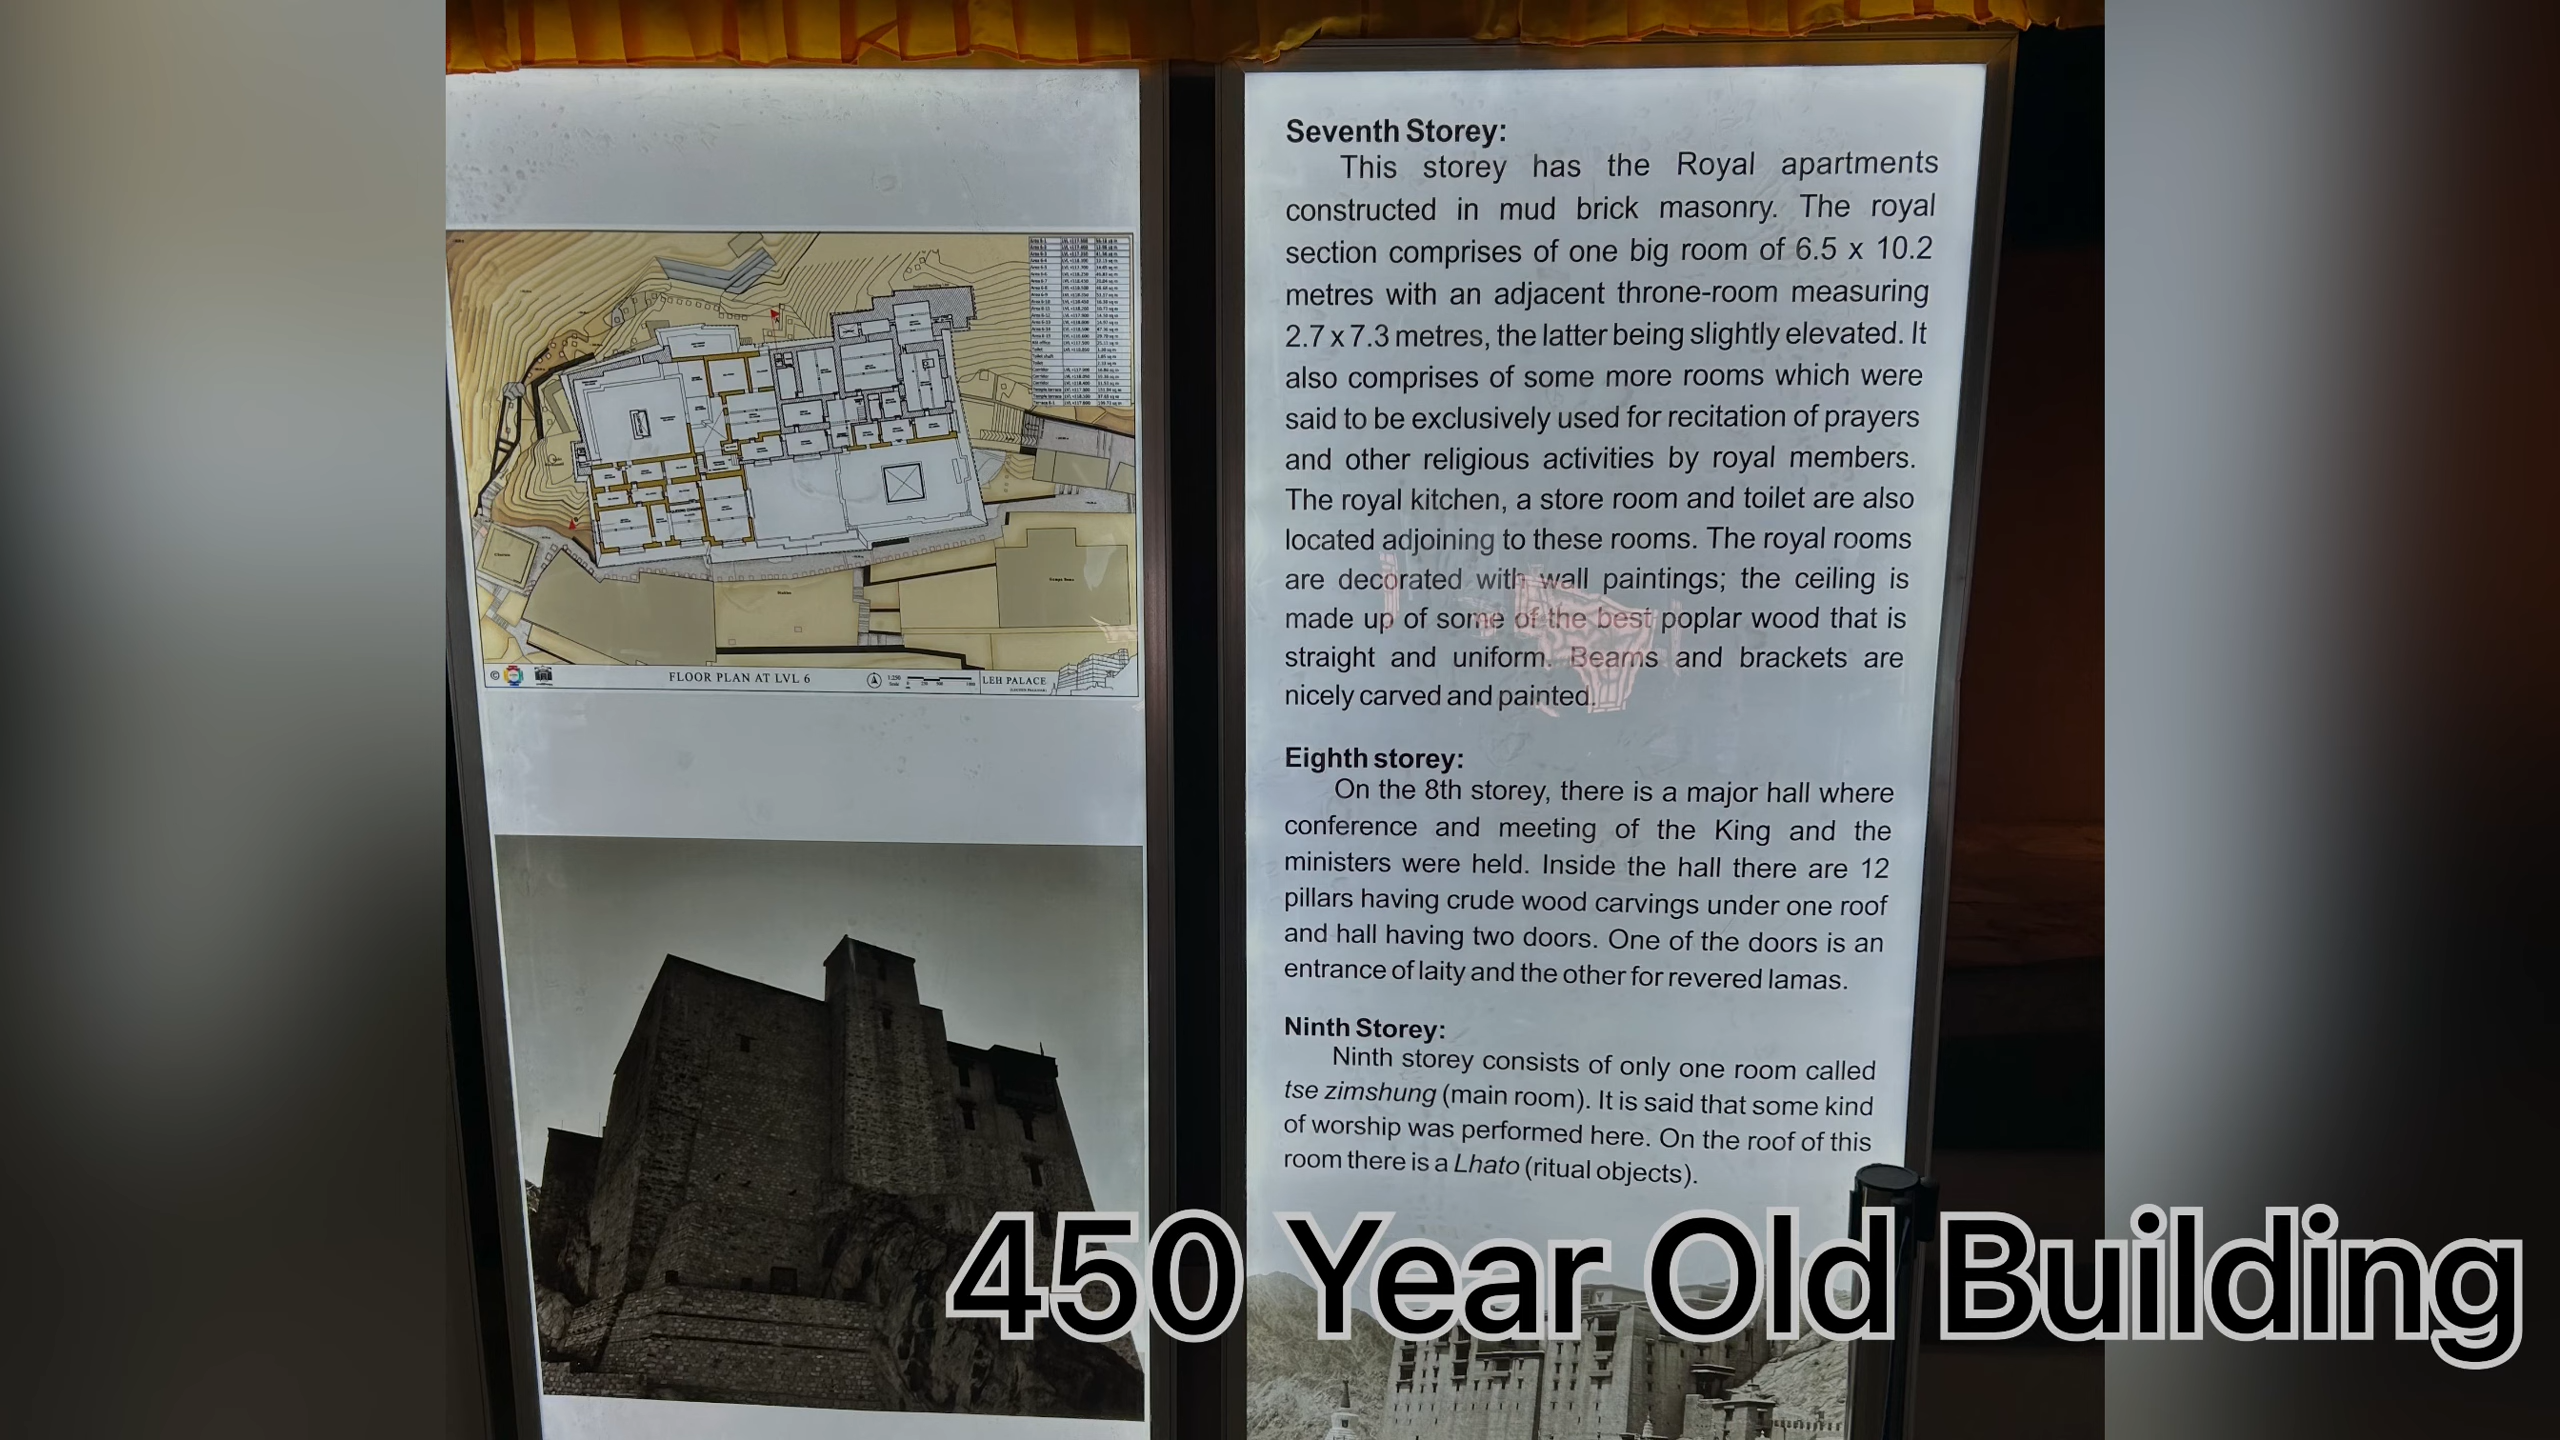 FLOOR PLAN AT LVL 6
LEH PALACE
Seventh Storey:
This storey has the Royal apartments
constructed in mud brick masonry. The royal
section comprises of one big room of 6.5 x 10.2
metres with an adjacent throne-room measuring
2.7 x 7.3 metres, the latter being slightly elevated. It
also comprises of some more rooms which were
said to be exclusively used for recitation of prayers
and other religious activities by royal members.
The royal kitchen, a store room and toilet are also
located adjoining to these rooms. The royal rooms
are decorated with wall paintings; the ceiling is
made up of some of the best poplar wood that is
straight and uniform. Beams and brackets are
nicely carved and painted.
Eighth storey:
On the 8th storey, there is a major hall where
conference and meeting of the King and the
ministers were held. Inside the hall there are 12
pillars having crude wood carvings under one roof
and hall having two doors. One of the doors is an
entrance of laity and the other for revered lamas.
Ninth Storey:
Ninth storey consists of only one room called
tse zimshung (main room). It is said that some kind
of worship was performed here. On the roof of this
room there is a Lhato (ritual objects).
450 Year Old Building